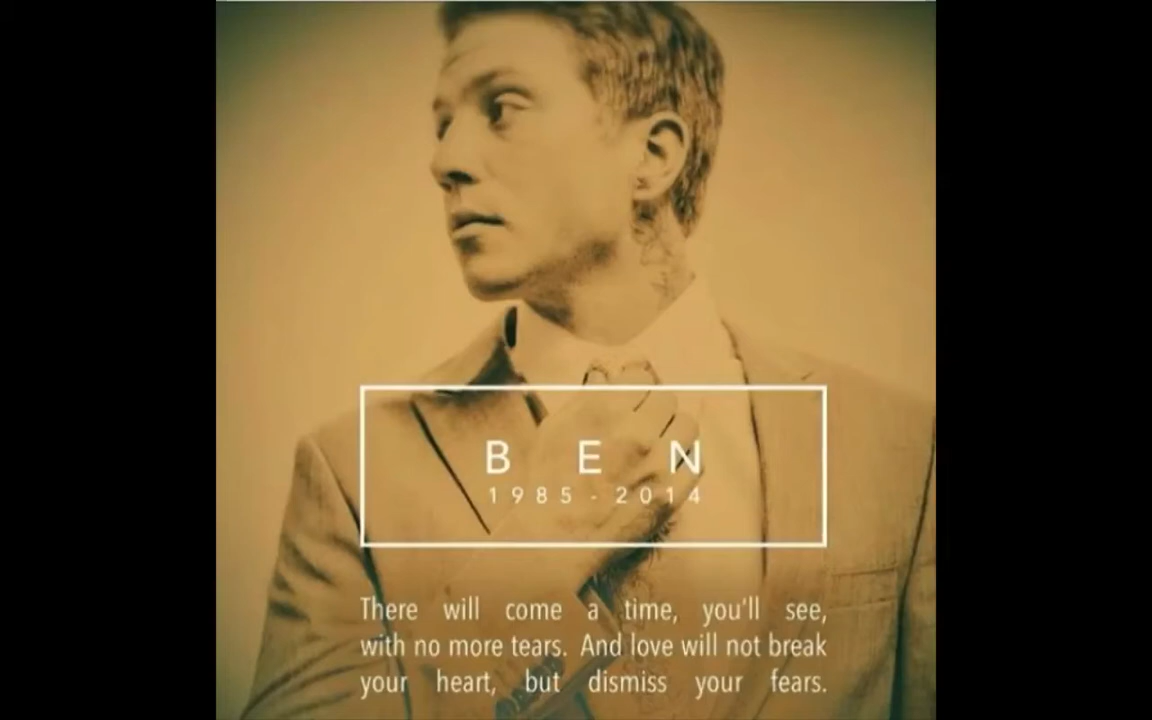 BEN
1985-2014
There will come a time, you'll see,
with no more tears. And love will not break
your heart, but dismiss your fears.